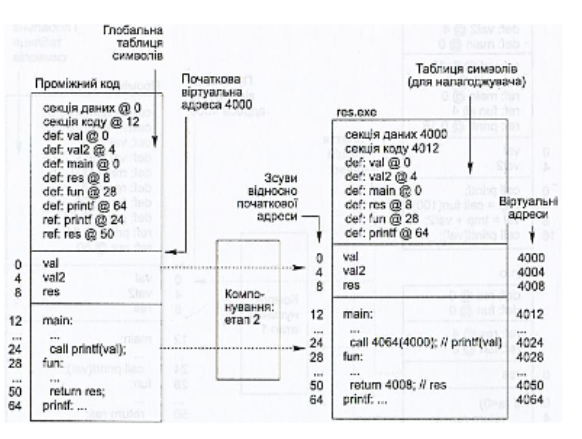 Глобальна
таблиця
символів
Проміжний код
секція даних @ 0
секція коду @ 12
def: val @ 0
def: val2 @ 4
def: main @ 0
def: res @ 8
def: fun @ 28
def: printf @ 64
ref: printf @ 24
ref: res @ 50
0 val
4 val2
8 res
12 main:
... ...
24 call printf(val);
28 fun:
... ...
50 return res;
64 printf: ...
Початкова
віртуальна
адреса 4000
Зсуви
відносно
початкової
адреси
Компо-
нування:
етап 2
Таблиця символів
(для налагоджувача)
res.exe
секція даних 4000
секція коду 4012
def: val @ 0
def: val2 @ 4
def: main @ 0
def: res @ 8
def: fun @ 28
def: printf @ 64
Віртуальні
адреси
0 val 4000
4 val2 4004
8 res 4008
12 main: 4012
... ... ...
24 call 4064(4000); // printf(val) 4024
28 fun: 4028
... ... ...
50 return 4008; // res 4050
64 printf: ... 4064